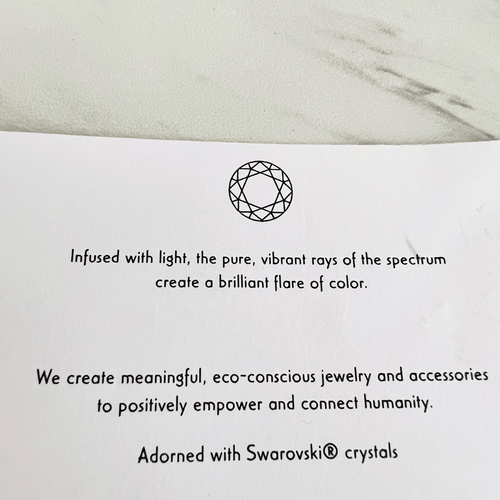 Infused with light, the pure, vibrant rays of the spectrum
create a brilliant flare of color.
We create meaningful, eco-conscious jewelry and accessories
to positively empower and connect humanity.
Adorned with Swarovski® crystals